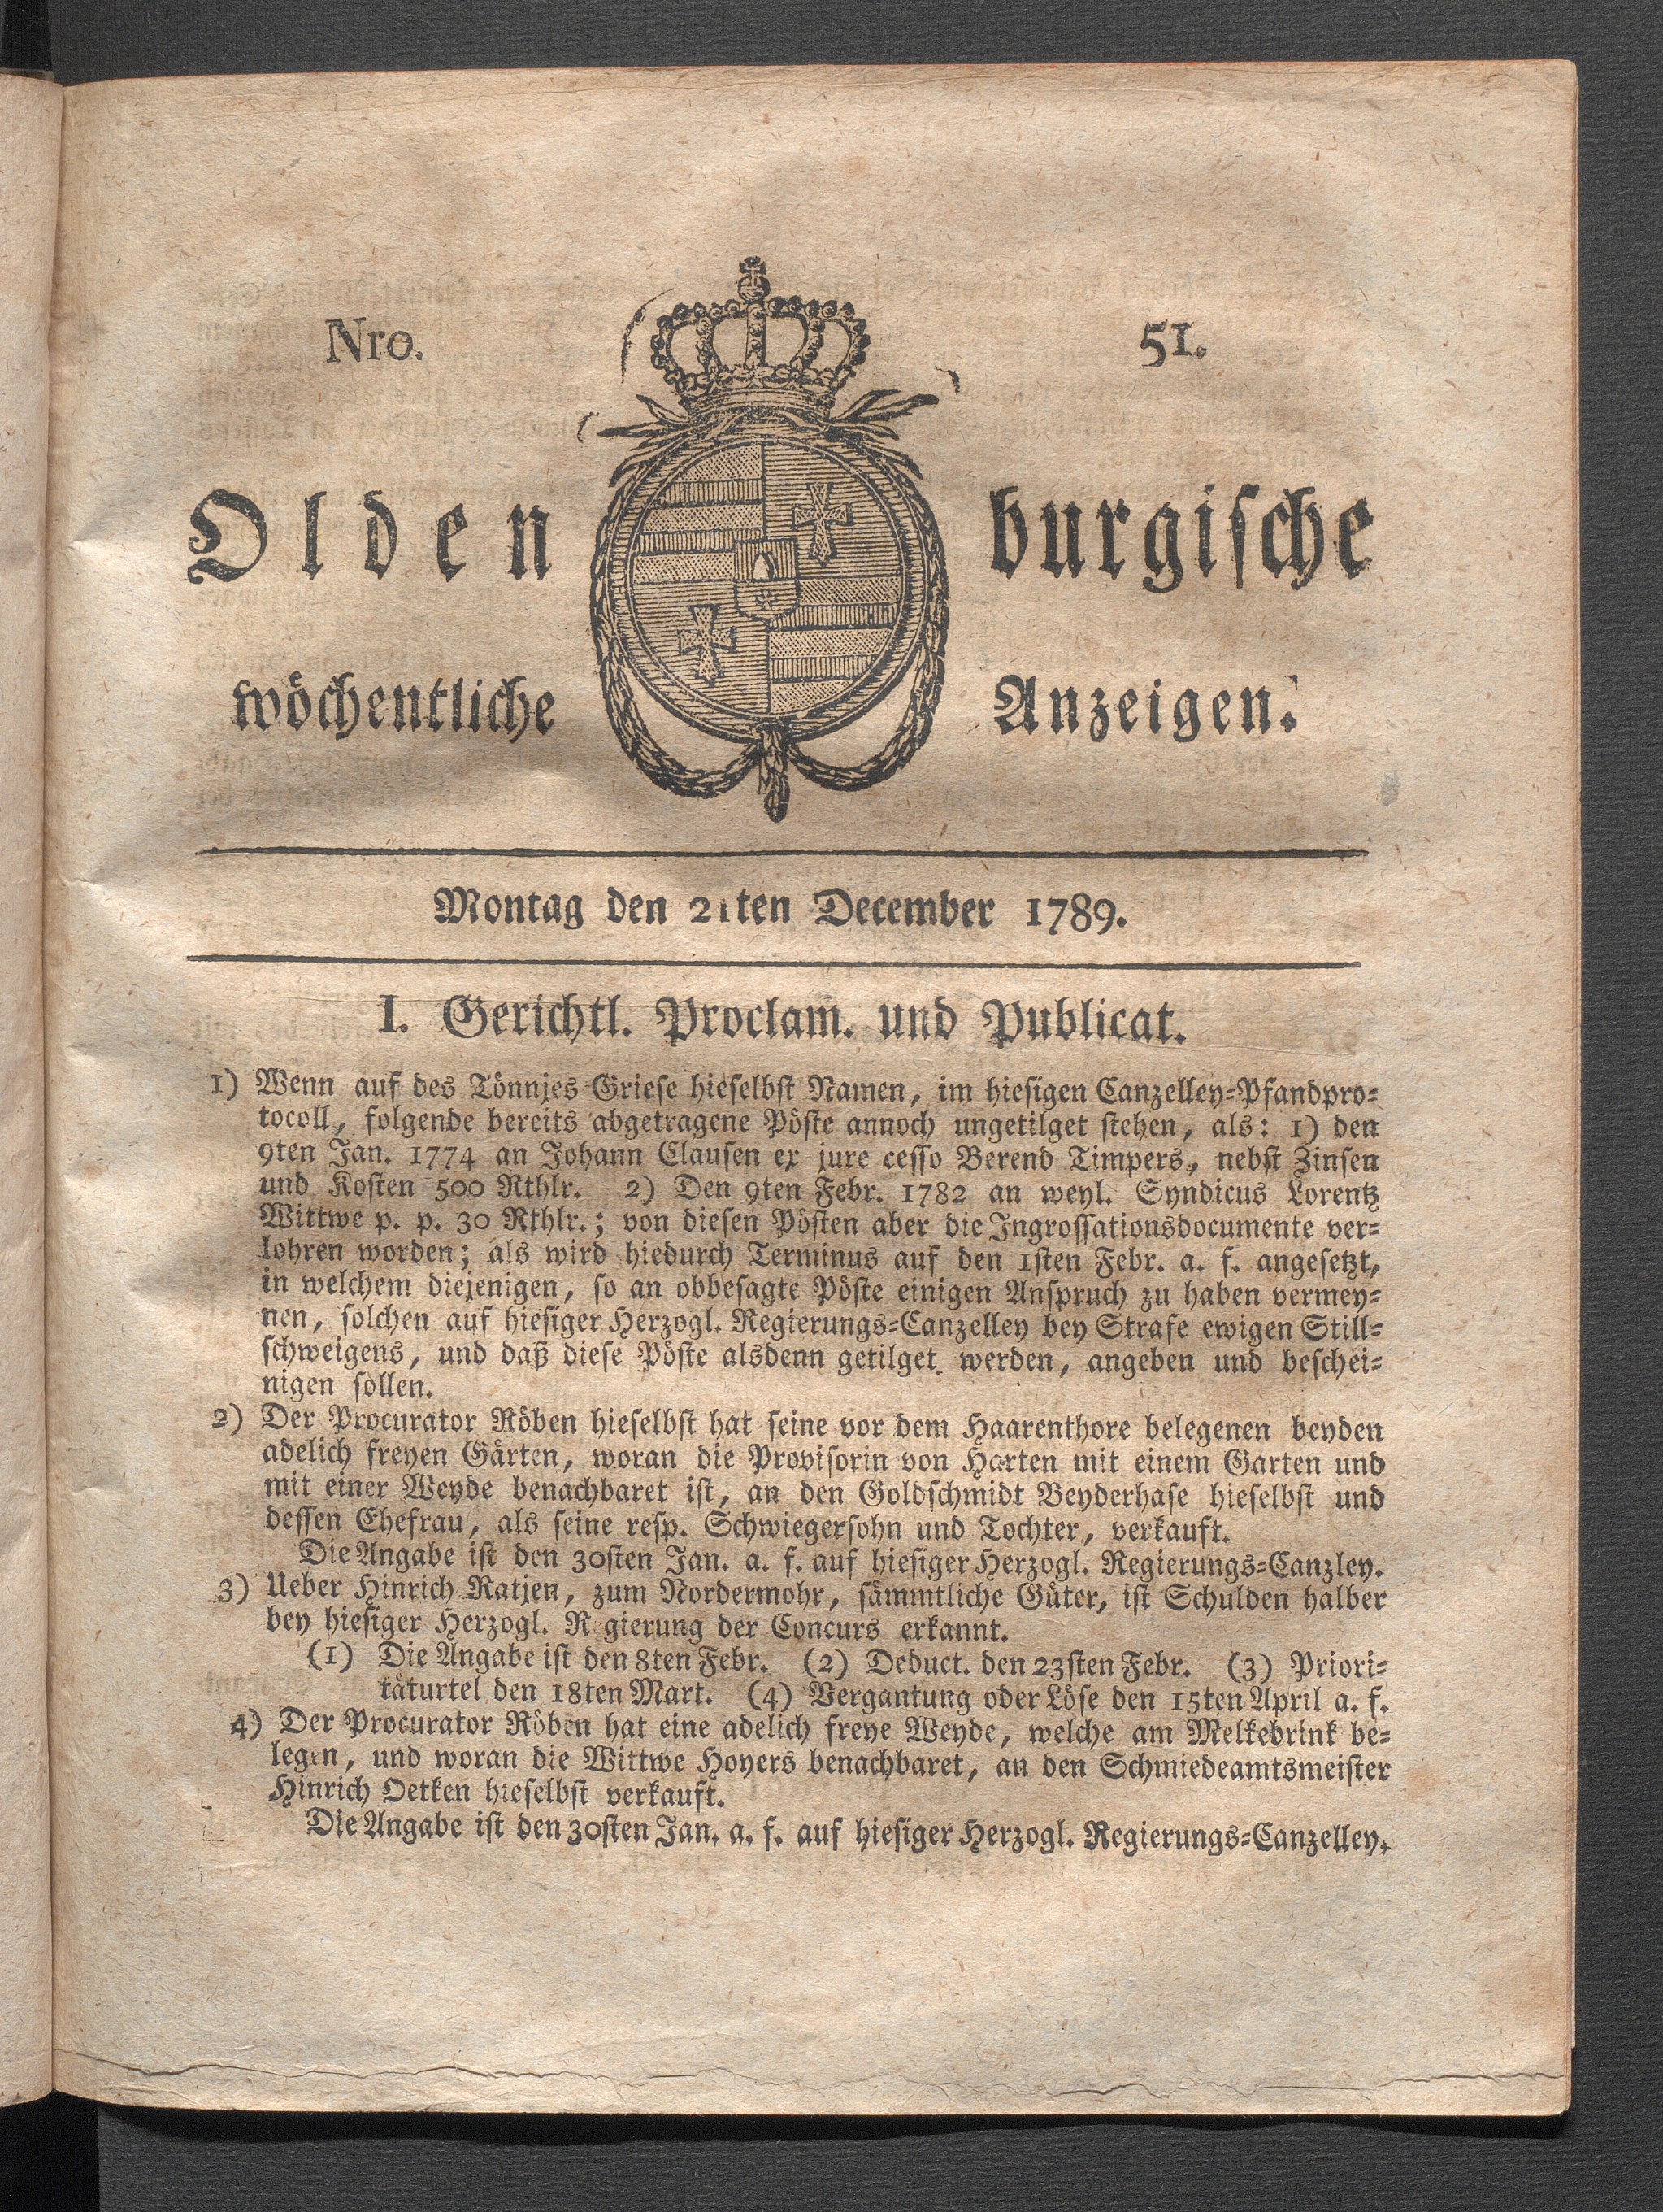 Nro. 51.
Oldenburgische
wöchentliche Anzeigen.
Montag den 21ten December 1789.
I. Gerichtl. Proclam. und Publicat.
1) Wenn auf des Tönnjes Griese hieselbst Namen, im hiesigen Canzelley-Pfandpro-
tocoll, folgende bereits abgetragene Pöste annoch ungetilget stehen, als: 1) den
9ten Jan. 1774 an Johann Clausen ex jure cesso Berend Timpers, nebst Zinsen
und Kosten 500 Rthlr. 2) Den 9ten Febr. 1782 an weyl. Syndicus Lorentz
Wittwe p. p. 30 Rthlr.; von diesen Pösten aber die Ingrossationsdocumente ver-
lohren worden; als wird hiedurch Terminus auf den 1sten Febr. a. f. angesetzt,
in welchem diejenigen, so an obbesagte Pöste einigen Anspruch zu haben vermey-
nen, solchen auf hiesiger Herzogl. Regierungs-Canzelley bey Strafe ewigen Still-
schweigens, und daß diese Pöste alsdenn getilget werden, angeben und beschei-
nigen sollen.
2) Der Procurator Röben hieselbst hat seine vor dem Haarenthore belegenen beyden
adelich freyen Gärten, woran die Provisorin von Harten mit einem Garten und
mit einer Weyde benachbaret ist, an den Goldschmidt Beyderhase hieselbst und
dessen Ehefrau, als seine resp. Schwiegersohn und Tochter, verkauft.
Die Angabe ist den 30sten Jan. a. f. auf hiesiger Herzogl. Regierungs-Canzley.
3) Ueber Hinrich Ratjen, zum Nordermohr, sämmtliche Güter, ist Schulden halber
bey hiesiger Herzogl. R gierung der Concurs erkannt.
(1) Die Angabe ist den 8ten Febr. (2) Deduct. den 23sten Febr. (3) Priori-
täturtel den 18ten Mart. (4) Vergantung oder Löse den 15ten April a. f.
4) Der Procurator Röben hat eine adelich freye Weyde, welche am Melkebrink be-
legen, und woran die Wittwe Hoyers benachbaret, an den Schmiedeamtsmeister
Hinrich Oetken hieselbst verkauft.
Die Angabe ist den 30sten Jan. a. f. auf hiesiger Herzogl. Regierungs-Canzelley.